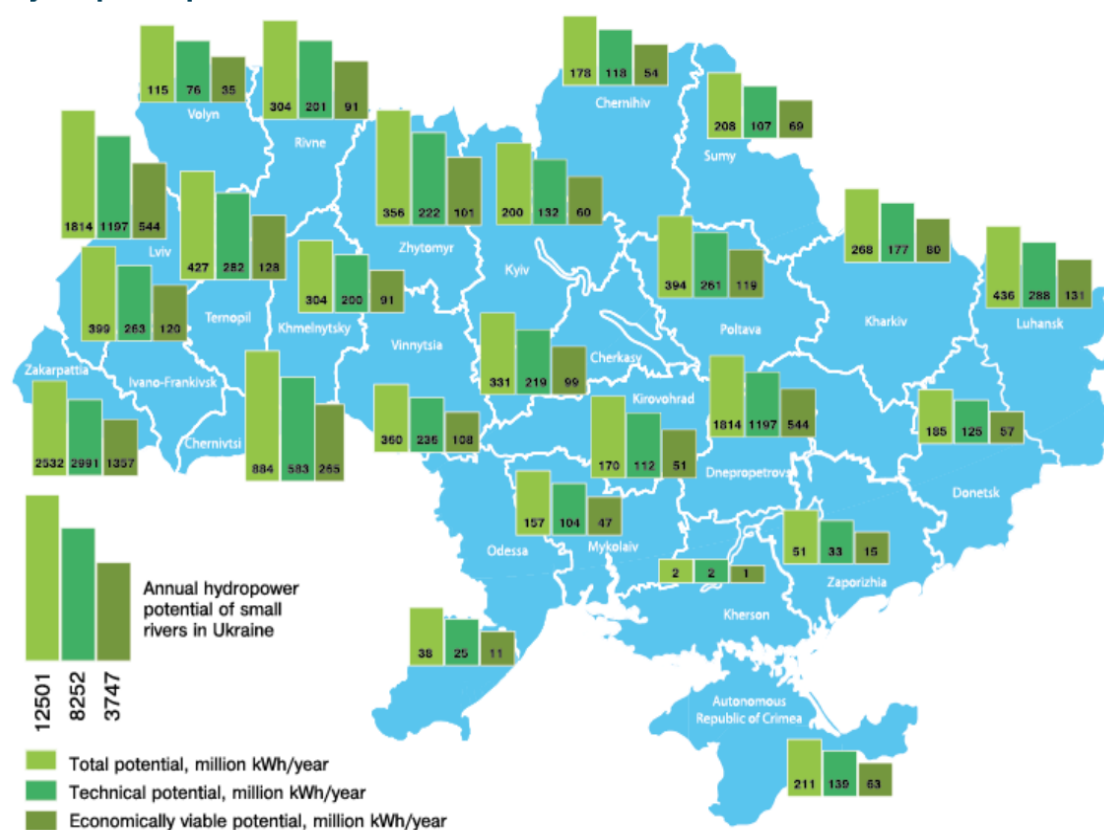 178 118 54
Chernihiv
115 76 35
Volyn
304 201 91
Rivne
208 107 69
Sumy
356 222 101
Zhytomyr
200 132 60
Kyiv
1814 1197 544
Lviv
427 282 128
Ternopil
268 177 80
Kharkiv
394 261 119
Poltava
436 288 131
Luhansk
304 200 91
Khmelnytsky
399 263 120
Ivano-Frankivsk
Vinnytsia
360 236 108
331 219 99
Cherkasy
Zakarpattia
2532 2991 1357
Chernivtsi
884 583 265
Kirovohrad
170 112 51
1814 1197 544
Dnepropetrovs
185 125 57
Donetsk
157 104 47
Mykolaiv
Odessa
51 33 15
Zaporizhia
2 2 1
Kherson
38 25 11
Autonomous
Republic of Crimea
211 139 63
Annual hydropower
potential of small
rivers in Ukraine
12501 8252 3747
Total potential, million kWh/year
Technical potential, million kWh/year
Economically viable potential, million kWh/year